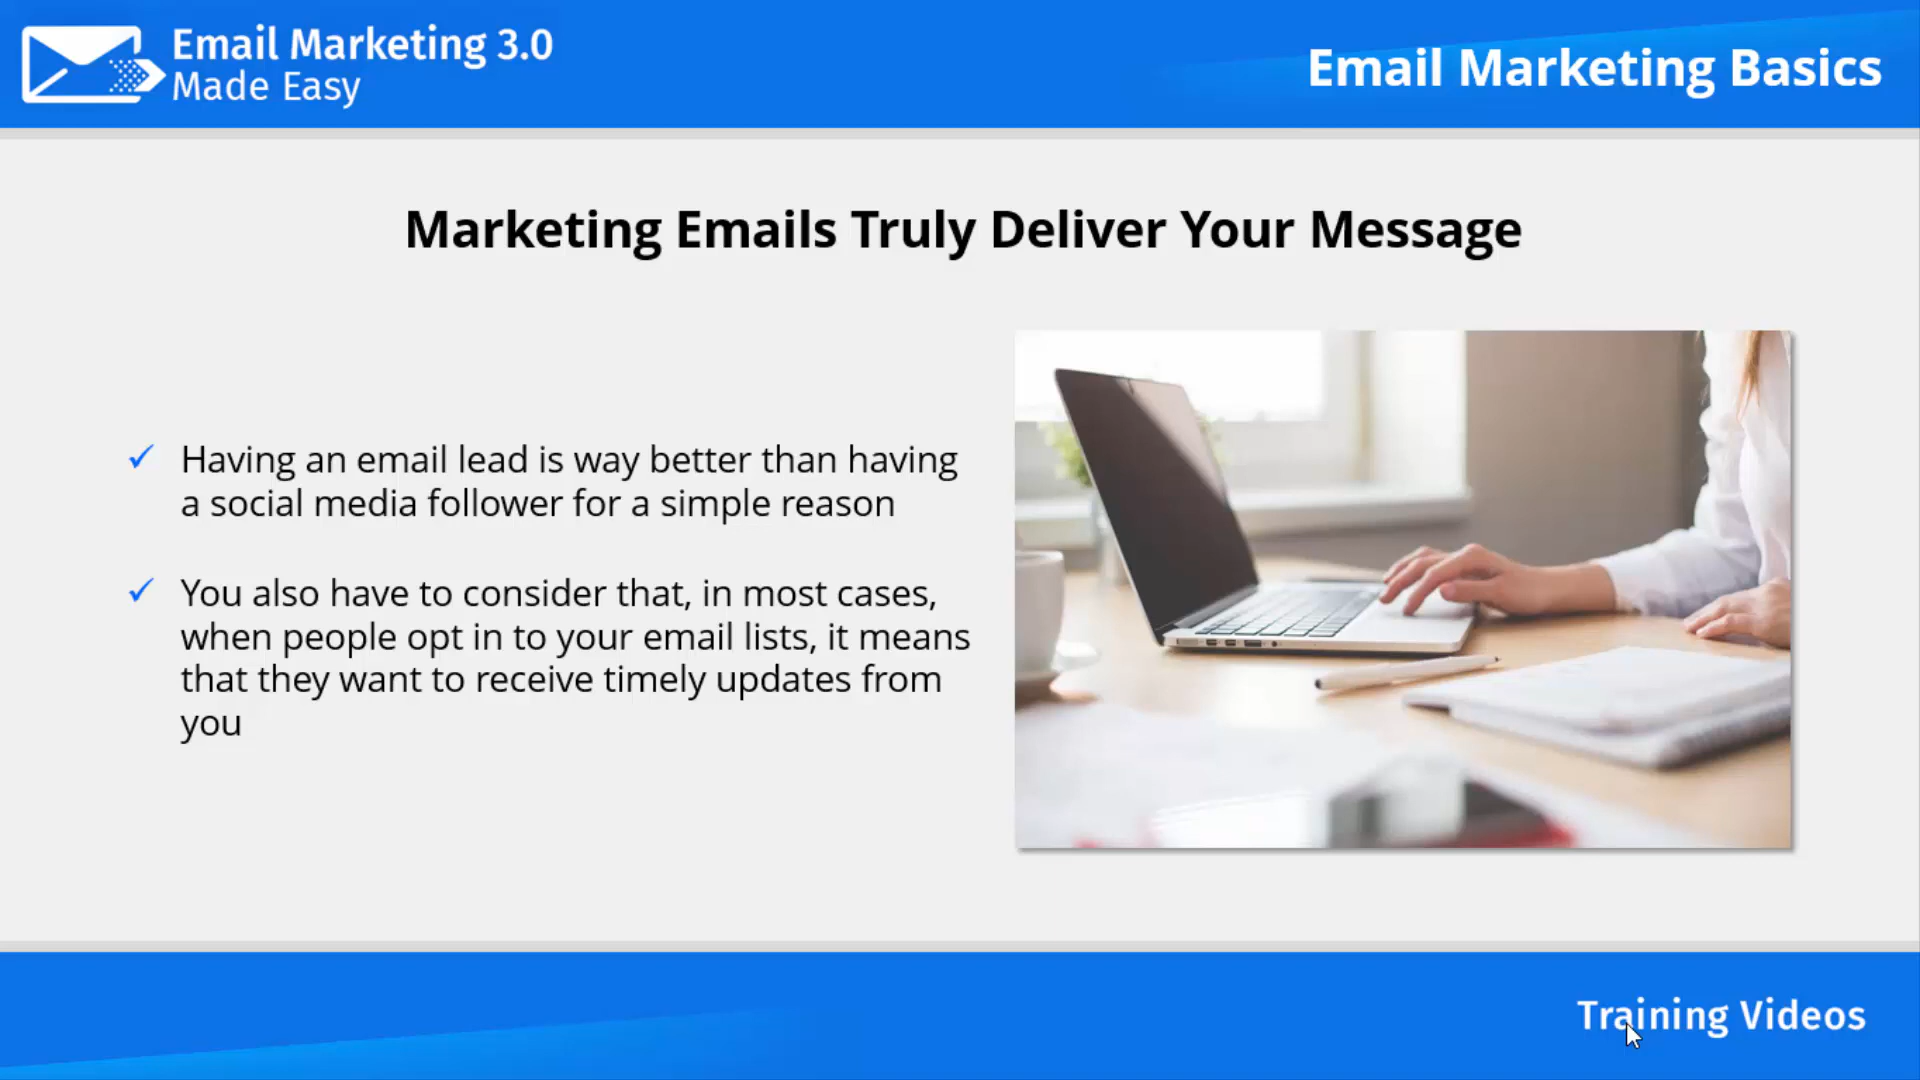 Email Marketing 3.0
Made Easy
Email Marketing Basics
Marketing Emails Truly Deliver Your Message
Having an email lead is way better than having
a social media follower for a simple reason
You also have to consider that, in most cases,
when people opt in to your email lists, it means
that they want to receive timely updates from
you
Training Videos